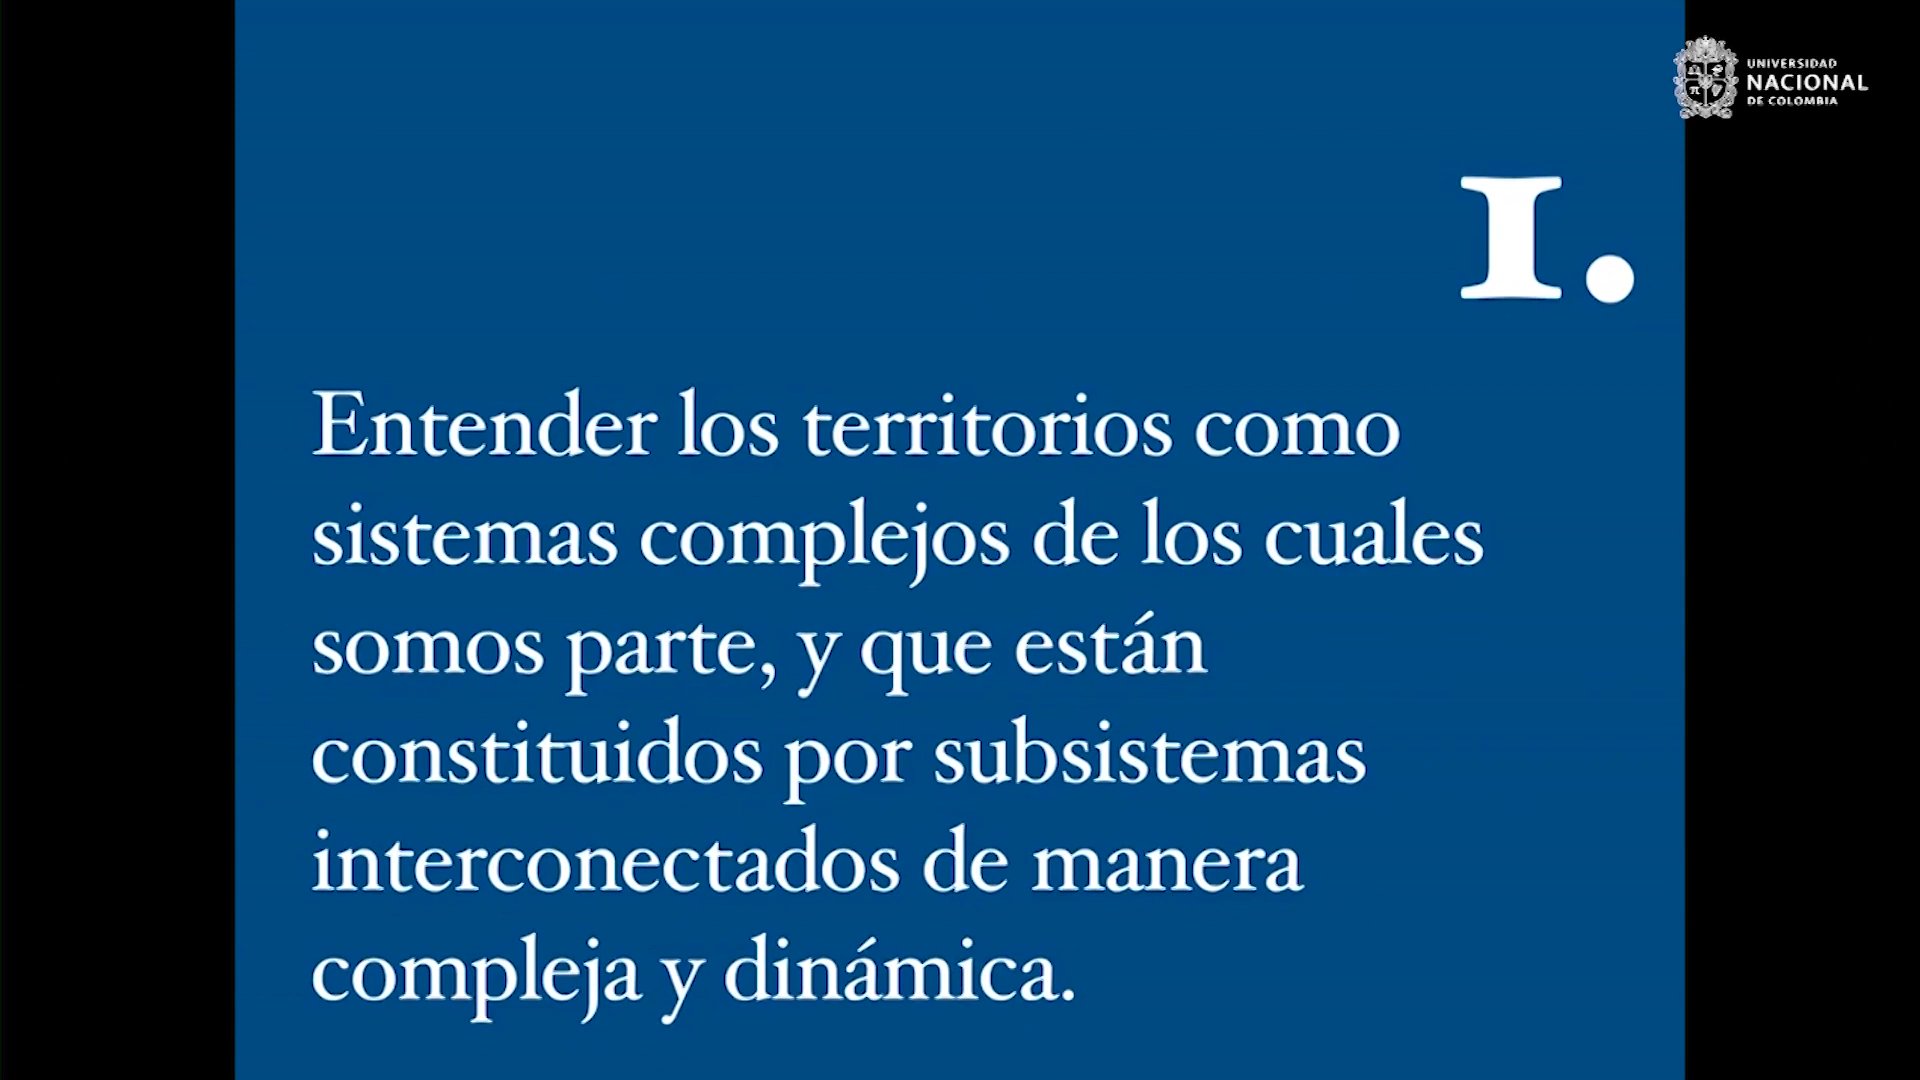 UNIVERSIDAD
NACIONAL
DE COLOMBIA
1.
Entender los territorios como
sistemas complejos de los cuales
somos parte, y que están
constituidos por subsistemas
interconectados de manera
compleja y dinámica.